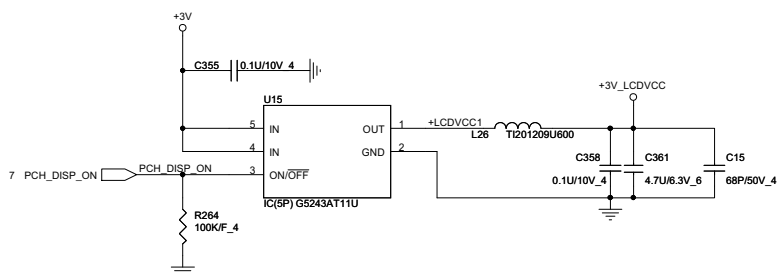 +3V
C355 0.1U/10V_4
+3V_LCDVCC
U15
5 IN OUT 1 +LCDVCC1 L26 TI201209U600
4 IN GND 2
7 PCH_DISP_ON PCH_DISP_ON 3 ON/OFF
C358 C361 C15
0.1U/10V_4 4.7U/6.3V_6 68P/50V_4
IC(5P) G5243AT11U
R264
100K/F_4